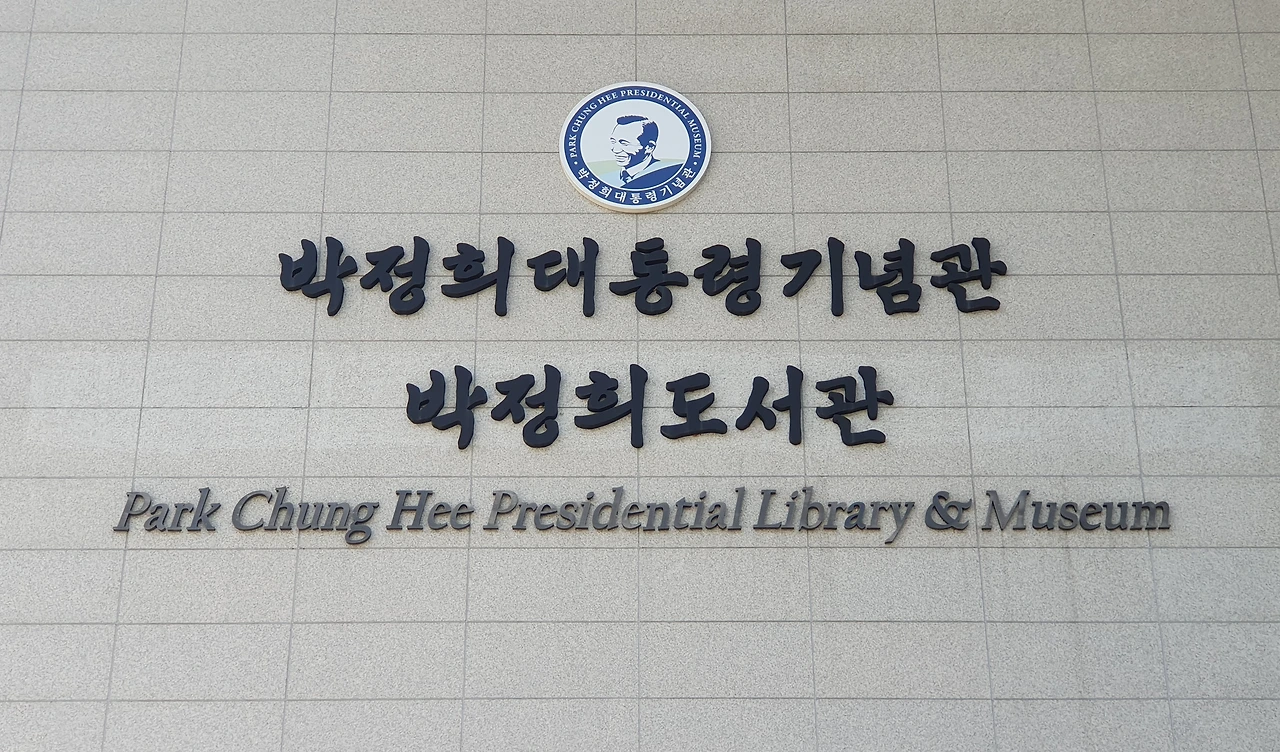 • PARK CHUNG HEE PRESIDENTIAL MUSEUM •
박정희대통령기념관
박정희대통령기념관
박정희도서관
Park Chung Hee Presidential Library & Museum